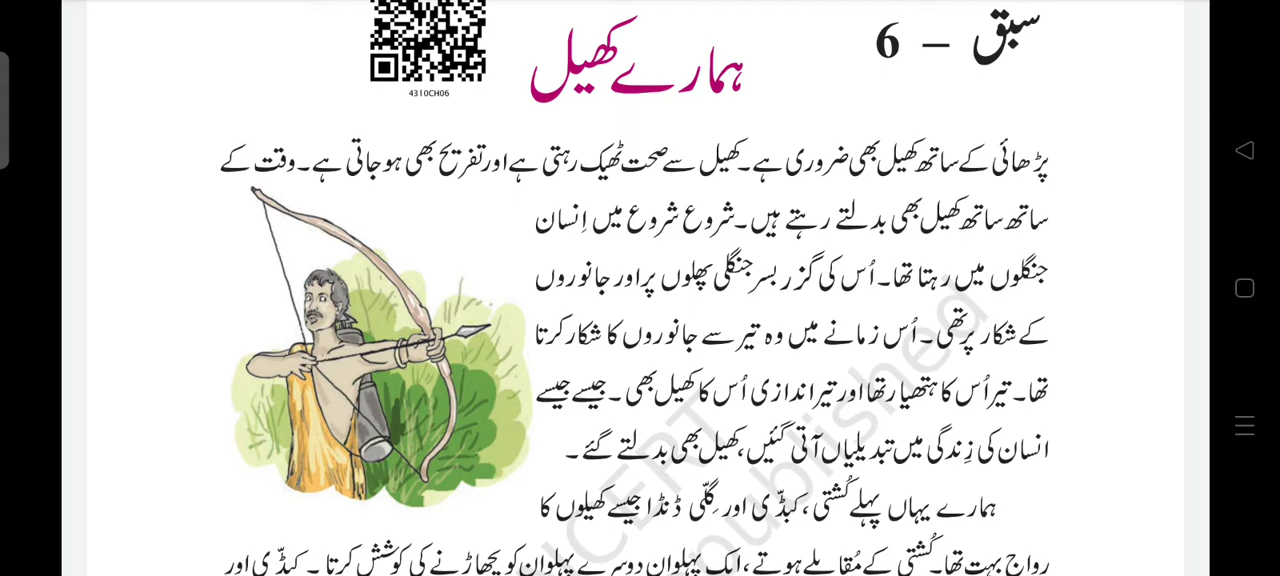 سبق – 6
ہمارے کھیل
4310CH06
پڑھائی کے ساتھ کھیل بھی ضروری ہے۔ کھیل سے صحت ٹھیک رہتی ہے اور تفریح بھی ہو جاتی ہے۔ وقت کے
ساتھ ساتھ کھیل بھی بدلتے رہتے ہیں۔ شروع شروع میں اِنسان
جنگلوں میں رہتا تھا۔ اُس کی گزر بسر جنگلی پھلوں پر اور جانوروں
کے شکار پر تھی۔ اُس زمانے میں وہ تیر سے جانوروں کا شکار کرتا
تھا۔ تیر اُس کا ہتھیار تھا اور تیر اندازی اُس کا کھیل بھی۔ جیسے جیسے
انسان کی زِندگی میں تبدیلیاں آتی گئیں، کھیل بھی بدلتے گئے۔
ہمارے یہاں پہلے کُشتی، کبڈّی اور گِلّی ڈنڈا جیسے کھیلوں کا
رواج بہت تھا۔ کُشتی کے مُقابلے ہوتے، ایک پہلوان دوسرے پہلوان کو پچھاڑنے کی کوشش کرتا۔ کبڈّی اور
NCERT
published